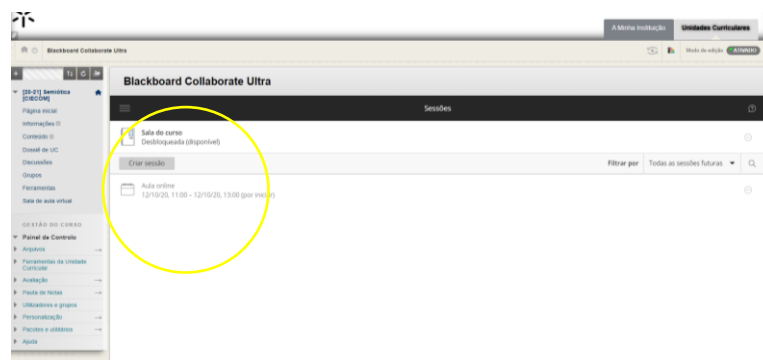 A Minha Instituição
Unidades Curriculares
Blackboard Collaborate Ultra
Modo de edição ATIVADO
Blackboard Collaborate Ultra
[20-21] Semiótica
[CIECOM]
Página Inicial
Informações
Conteúdo
Dossiê de UC
Discussões
Grupos
Ferramentas
Sala de aula virtual
GESTÃO DO CURSO
Painel de Controlo
Arquivos
Ferramentas da Unidade
Curricular
Avaliação
Pauta de Notas
Utilizadores e grupos
Personalização
Pacotes e utilitários
Ajuda
Sessões
Sala do curso
Desbloqueada (disponível)
Criar sessão
Filtrar por Todas as sessões futuras
Aula online
12/10/20, 11:00 – 12/10/20, 13:00 (por iniciar)